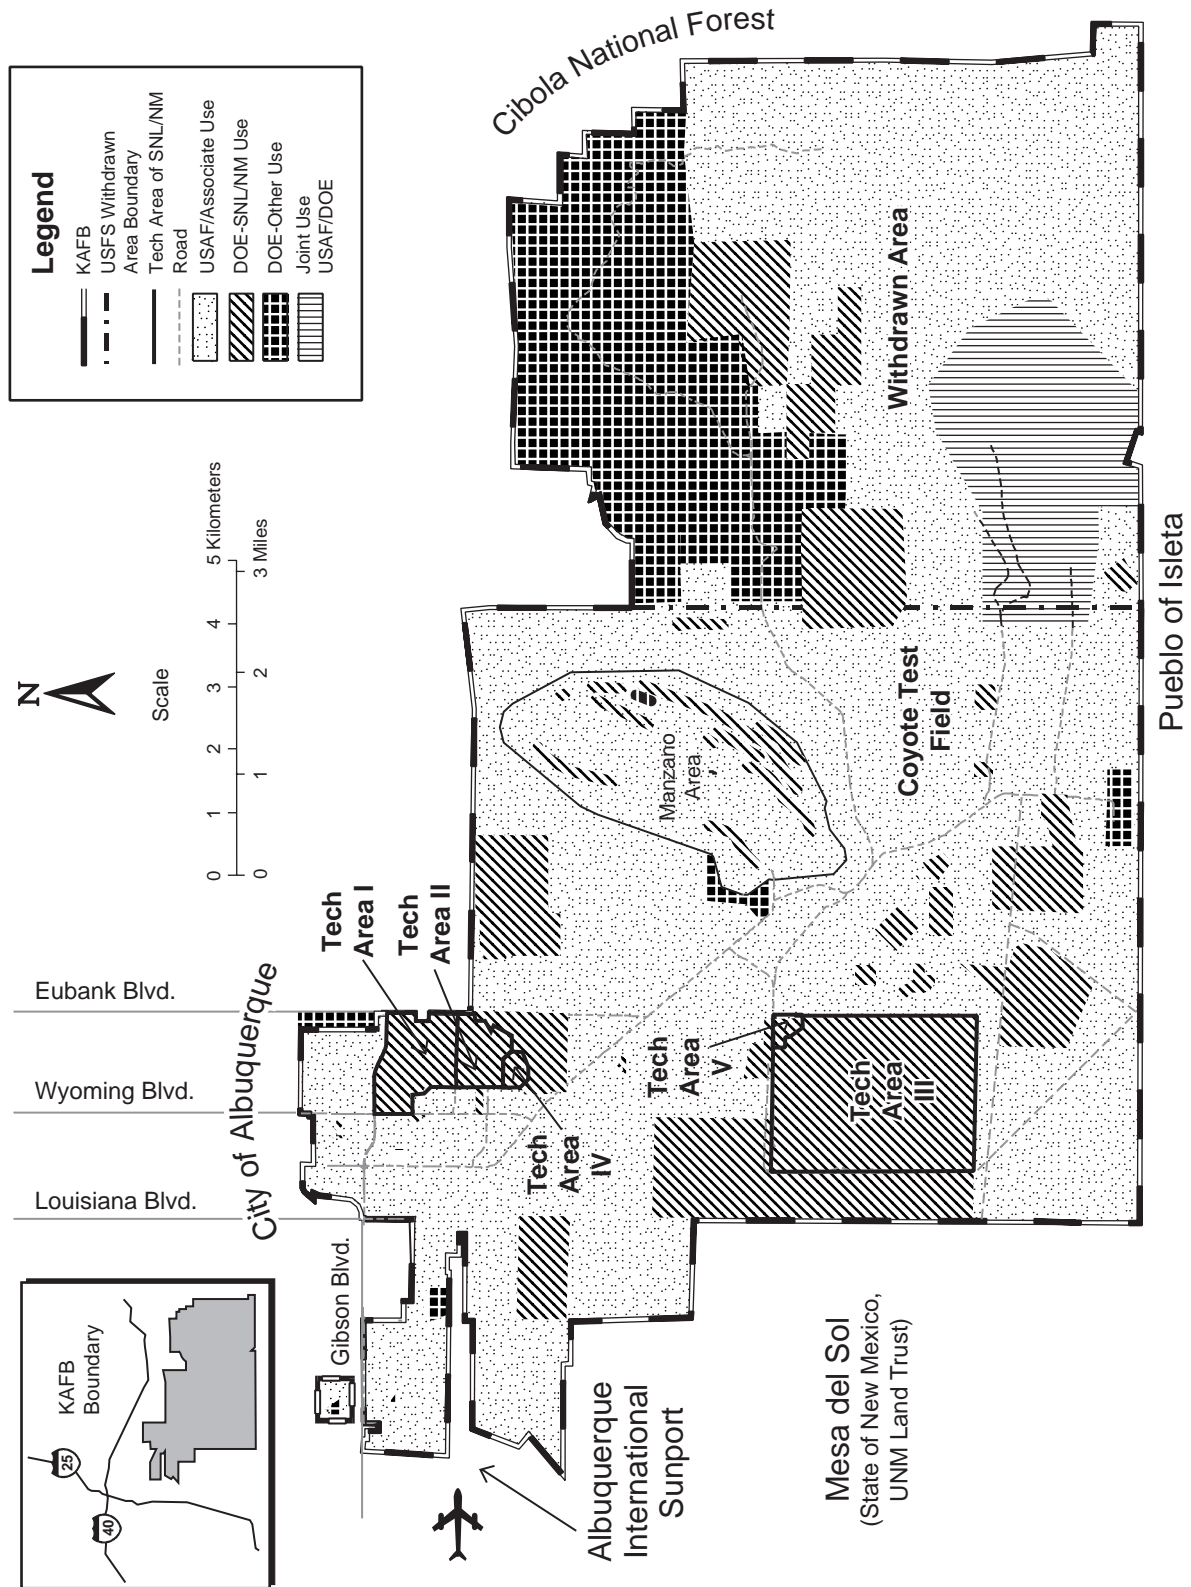 Legend
KAFB
USFS Withdrawn
Area Boundary
Tech Area of SNL/NM
Road
USAF/Associate Use
DOE-SNL/NM Use
DOE-Other Use
Joint Use
USAF/DOE
N
Scale
0 1 2 3 4 5 Kilometers
0 1 2 3 Miles
KAFB
Boundary
25
40
Gibson Blvd.
Louisiana Blvd.
Wyoming Blvd.
Eubank Blvd.
City of Albuquerque
Cibola National Forest
Tech
Area I
Tech
Area II
Tech
Area
IV
Tech
Area
V
Tech
Area
III
Manzano
Area
Coyote Test
Field
Withdrawn Area
Albuquerque
International
Sunport
Mesa del Sol
(State of New Mexico,
UNM Land Trust)
Pueblo of Isleta